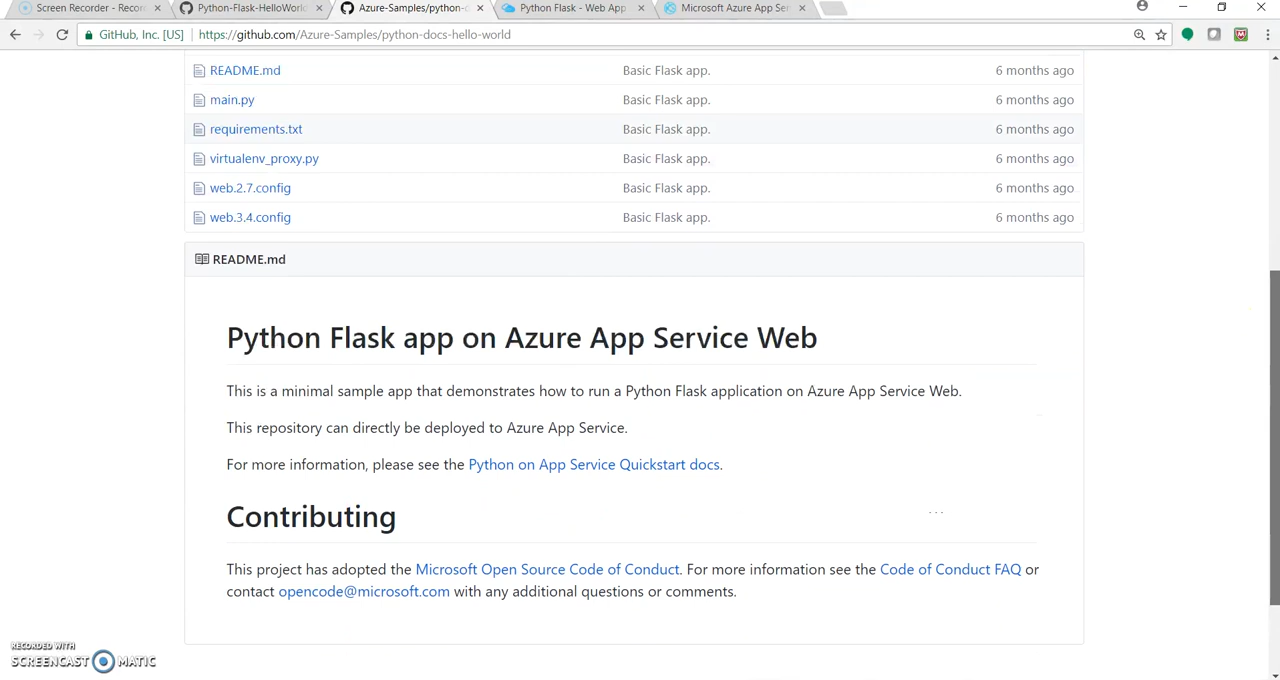 Screen Recorder - Recor
Python-Flask-HelloWorld
Azure-Samples/python-d
Python Flask - Web App
Microsoft Azure App Ser
GitHub, Inc. [US]
https://github.com/Azure-Samples/python-docs-hello-world
README.md Basic Flask app. 6 months ago
main.py Basic Flask app. 6 months ago
requirements.txt Basic Flask app. 6 months ago
virtualenv_proxy.py Basic Flask app. 6 months ago
web.2.7.config Basic Flask app. 6 months ago
web.3.4.config Basic Flask app. 6 months ago
README.md
Python Flask app on Azure App Service Web
This is a minimal sample app that demonstrates how to run a Python Flask application on Azure App Service Web.
This repository can directly be deployed to Azure App Service.
For more information, please see the Python on App Service Quickstart docs.
Contributing
This project has adopted the Microsoft Open Source Code of Conduct. For more information see the Code of Conduct FAQ or
contact opencode@microsoft.com with any additional questions or comments.
RECORDED WITH
SCREENCAST MATIC